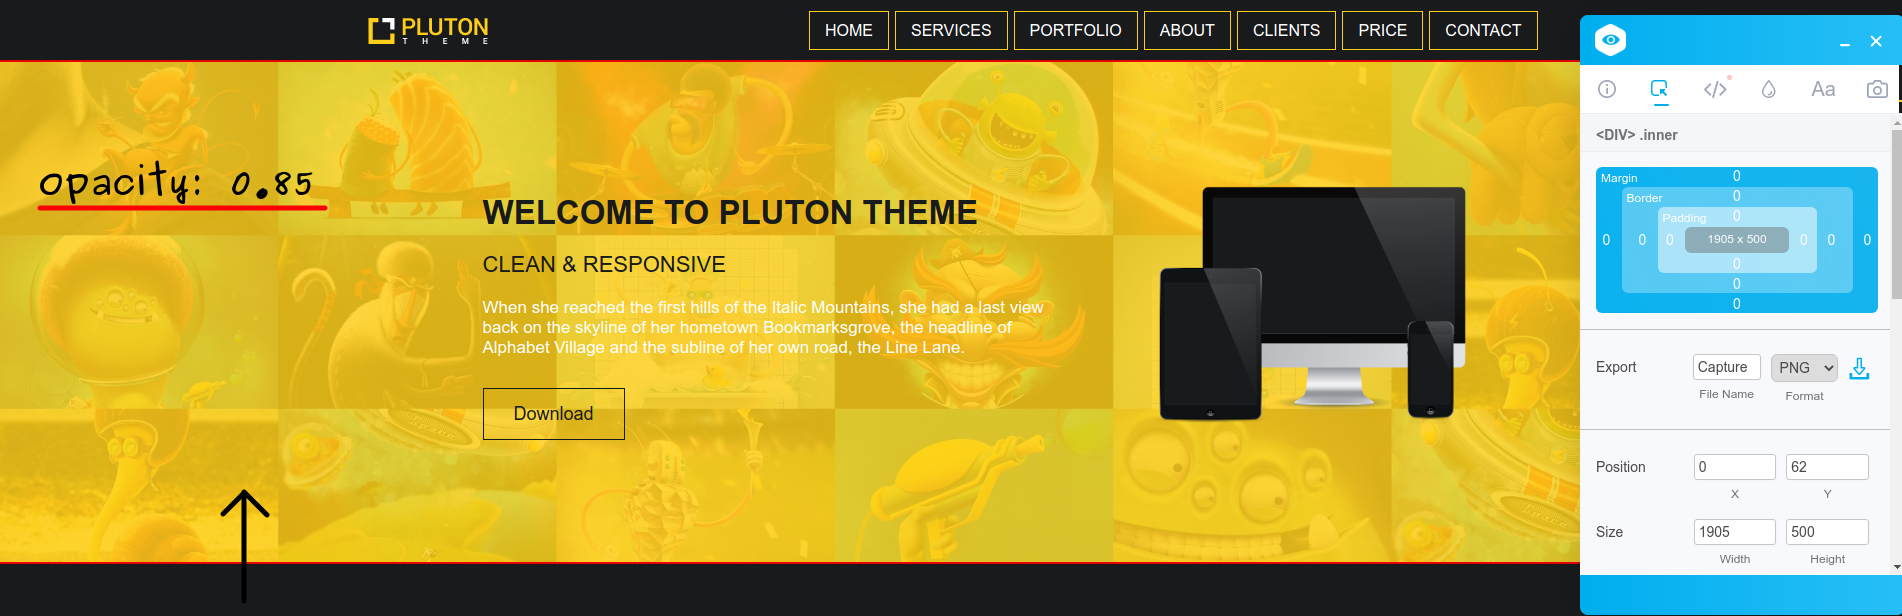 PLUTON
THEME
HOME SERVICES PORTFOLIO ABOUT CLIENTS PRICE CONTACT
opacity: 0.85
WELCOME TO PLUTON THEME
CLEAN & RESPONSIVE
When she reached the first hills of the Italic Mountains, she had a last view
back on the skyline of her hometown Bookmarksgrove, the headline of
Alphabet Village and the subline of her own road, the Line Lane.
Download
Aa
<DIV> .inner
Margin 0
Border 0
Padding 0
0 0 0 1905 x 500 0 0 0
0
0
0
Export Capture PNG
File Name Format
Position 0 62
X Y
Size 1905 500
Width Height